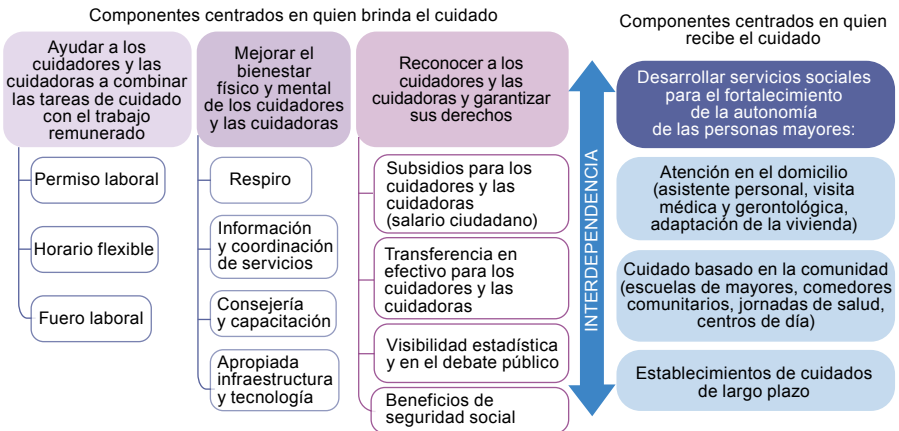 Componentes centrados en quien brinda el cuidado
Ayudar a los
cuidadores y las
cuidadoras a combinar
las tareas de cuidado
con el trabajo
remunerado
Permiso laboral
Horario flexible
Fuero laboral
Mejorar el
bienestar
físico y mental
de los cuidadores
y las cuidadoras
Respiro
Información
y coordinación
de servicios
Consejería
y capacitación
Apropiada
infraestructura
y tecnología
Reconocer a los
cuidadores y las
cuidadoras y garantizar
sus derechos
Subsidios para los
cuidadores y las
cuidadoras
(salario ciudadano)
Transferencia en
efectivo para los
cuidadores y las
cuidadoras
Visibilidad estadística
y en el debate público
Beneficios de
seguridad social
INTERDEPENDENCIA
Componentes centrados en quien
recibe el cuidado
Desarrollar servicios sociales
para el fortalecimiento
de la autonomía
de las personas mayores:
Atención en el domicilio
(asistente personal, visita
médica y gerontológica,
adaptación de la vivienda)
Cuidado basado en la comunidad
(escuelas de mayores, comedores
comunitarios, jornadas de salud,
centros de día)
Establecimientos de cuidados
de largo plazo